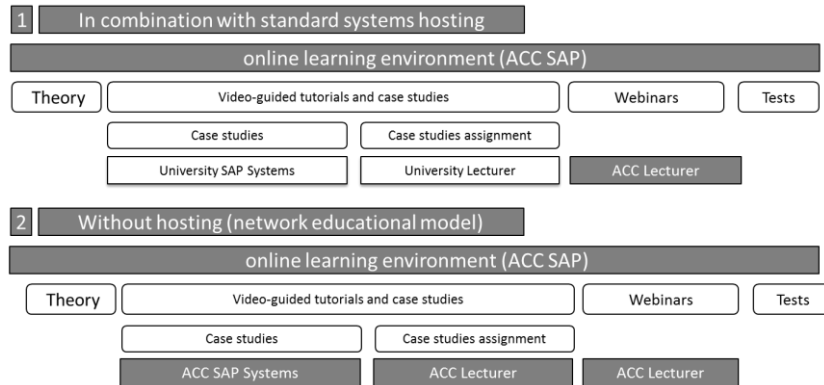 1 In combination with standard systems hosting
online learning environment (ACC SAP)
Theory Video-guided tutorials and case studies Webinars Tests
Case studies Case studies assignment
University SAP Systems University Lecturer ACC Lecturer
2 Without hosting (network educational model)
online learning environment (ACC SAP)
Theory Video-guided tutorials and case studies Webinars Tests
Case studies Case studies assignment
ACC SAP Systems ACC Lecturer ACC Lecturer